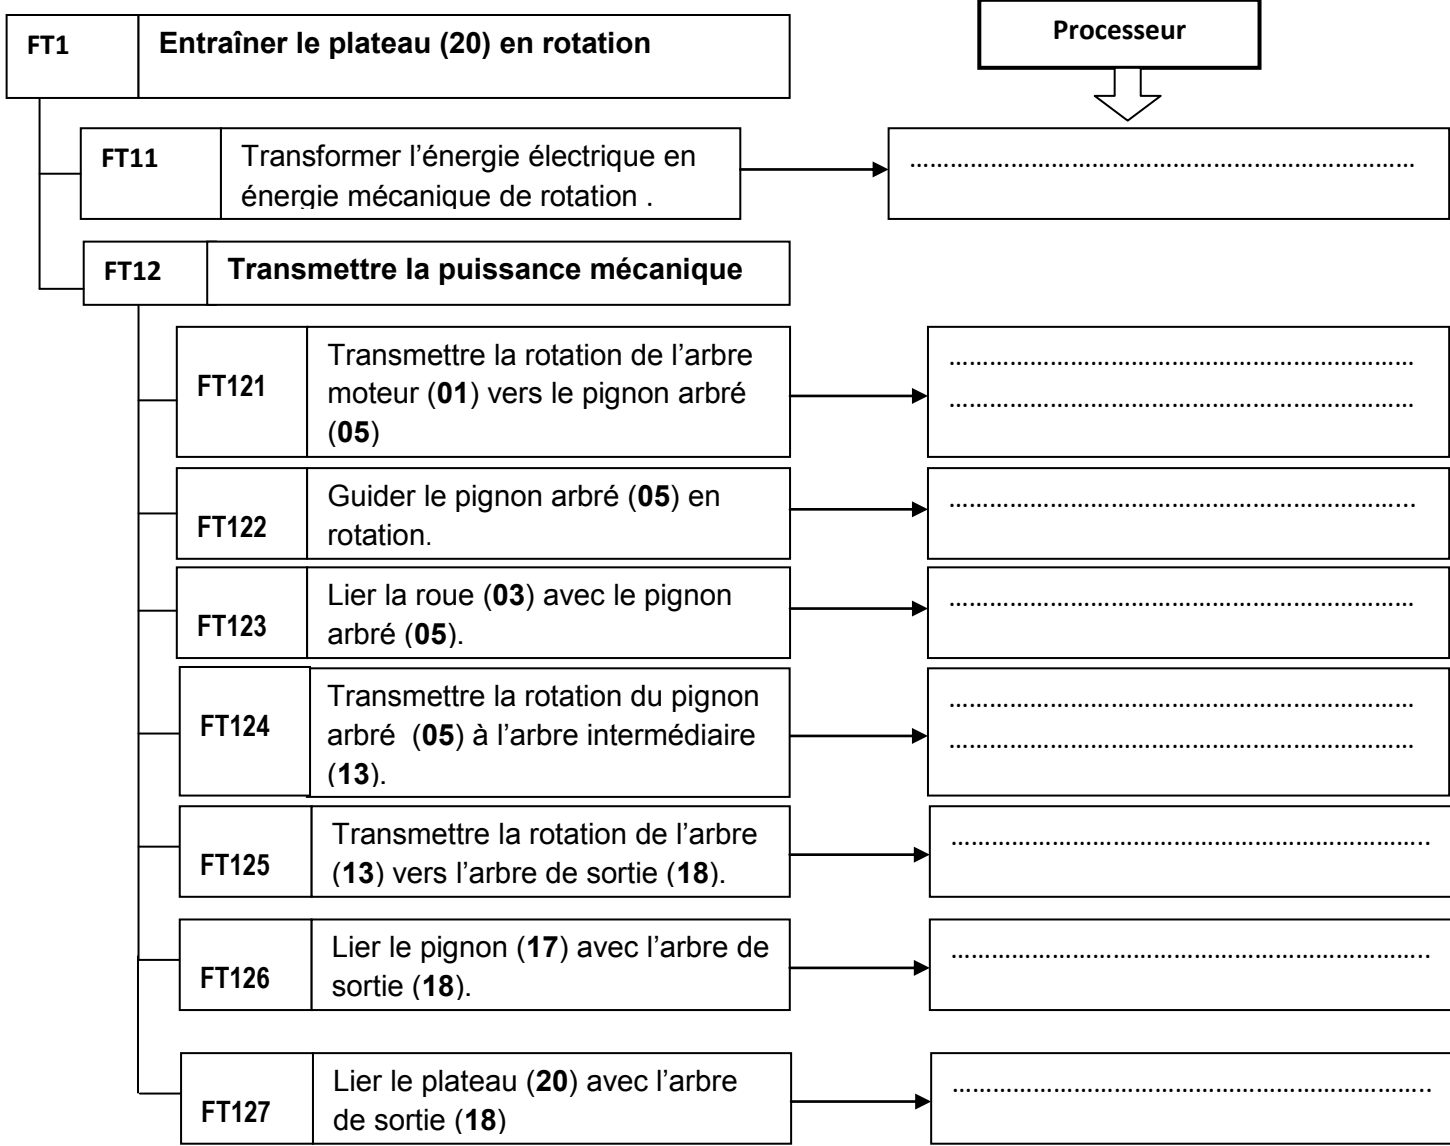 FT1
Entraîner le plateau (20) en rotation
Processeur
FT11
Transformer l’énergie électrique en
énergie mécanique de rotation .
……………………………………………………………………
FT12
Transmettre la puissance mécanique
FT121
Transmettre la rotation de l’arbre
moteur (01) vers le pignon arbré
(05)
………………………………………………………………
………………………………………………………………
FT122
Guider le pignon arbré (05) en
rotation.
………………………………………………………………
FT123
Lier la roue (03) avec le pignon
arbré (05).
………………………………………………………………
FT124
Transmettre la rotation du pignon
arbré (05) à l’arbre intermédiaire
(13).
………………………………………………………………
………………………………………………………………
FT125
Transmettre la rotation de l’arbre
(13) vers l’arbre de sortie (18).
………………………………………………………………..
FT126
Lier le pignon (17) avec l’arbre de
sortie (18).
………………………………………………………………..
FT127
Lier le plateau (20) avec l’arbre
de sortie (18)
………………………………………………………………..